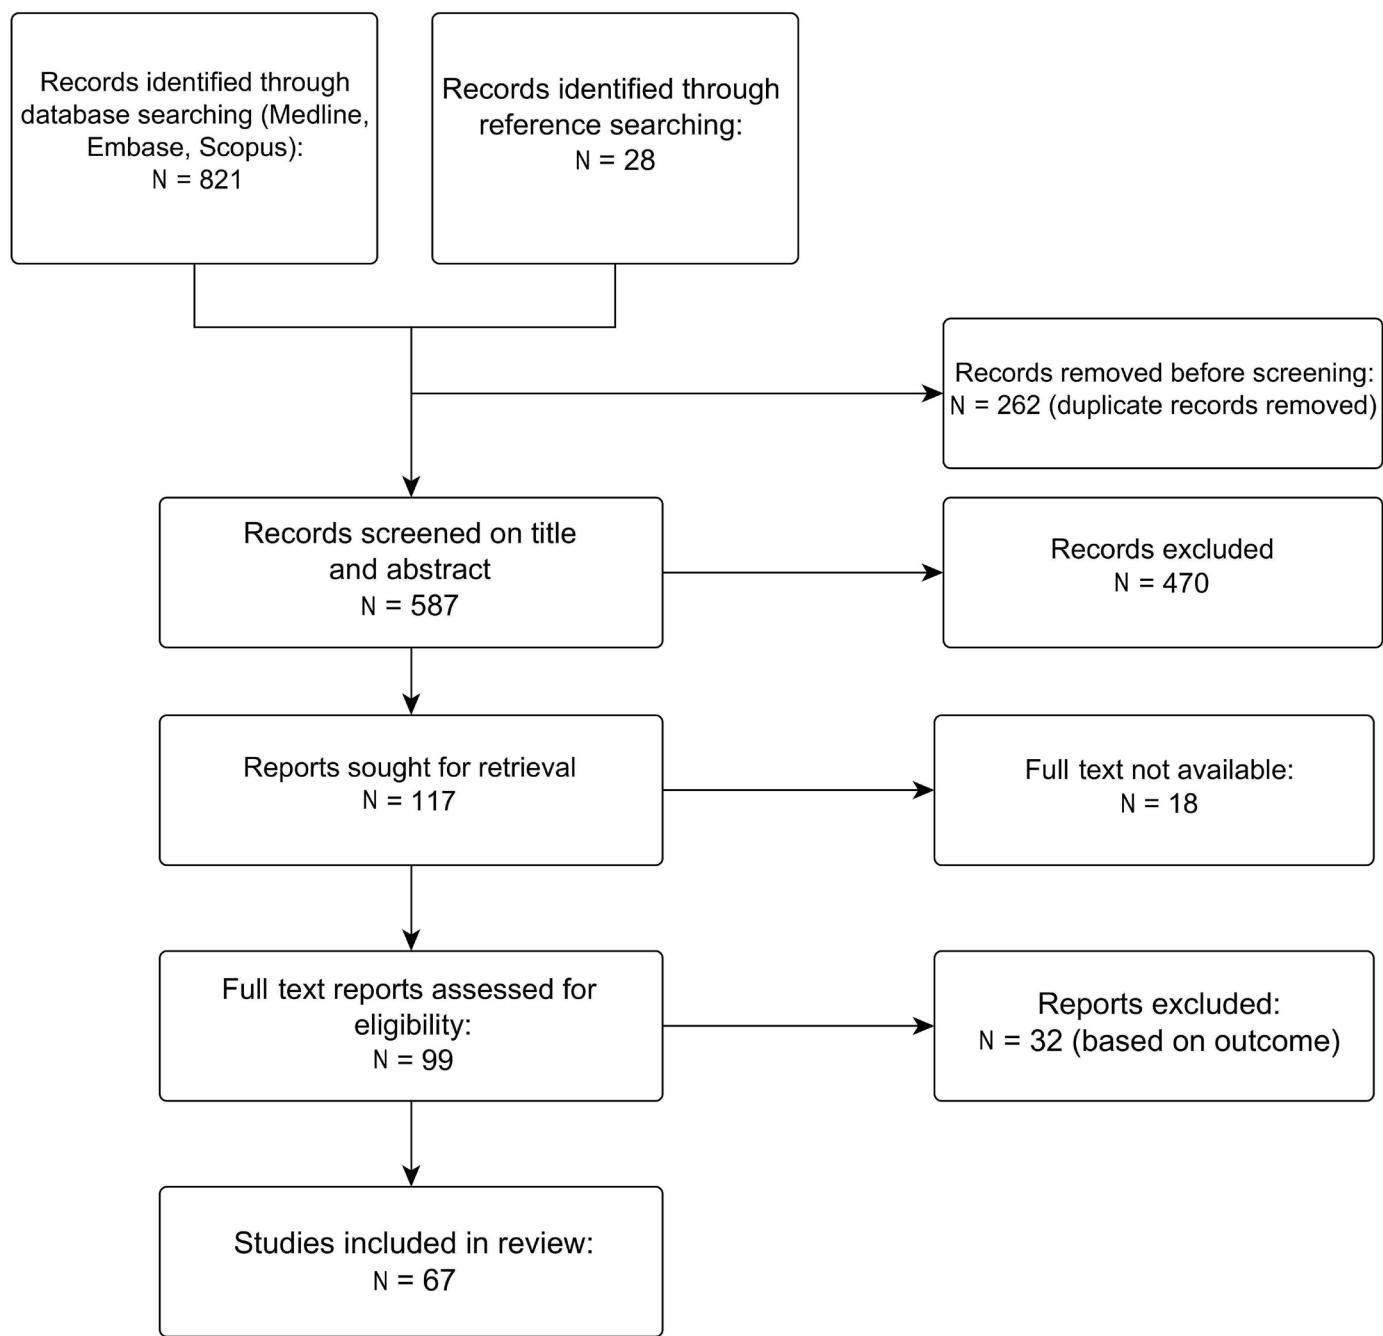 Records identified through
database searching (Medline,
Embase, Scopus):
N = 821
Records identified through
reference searching:
N = 28
Records removed before screening:
N = 262 (duplicate records removed)
Records screened on title
and abstract
N = 587
Records excluded
N = 470
Reports sought for retrieval
N = 117
Full text not available:
N = 18
Full text reports assessed for
eligibility:
N = 99
Reports excluded:
N = 32 (based on outcome)
Studies included in review:
N = 67